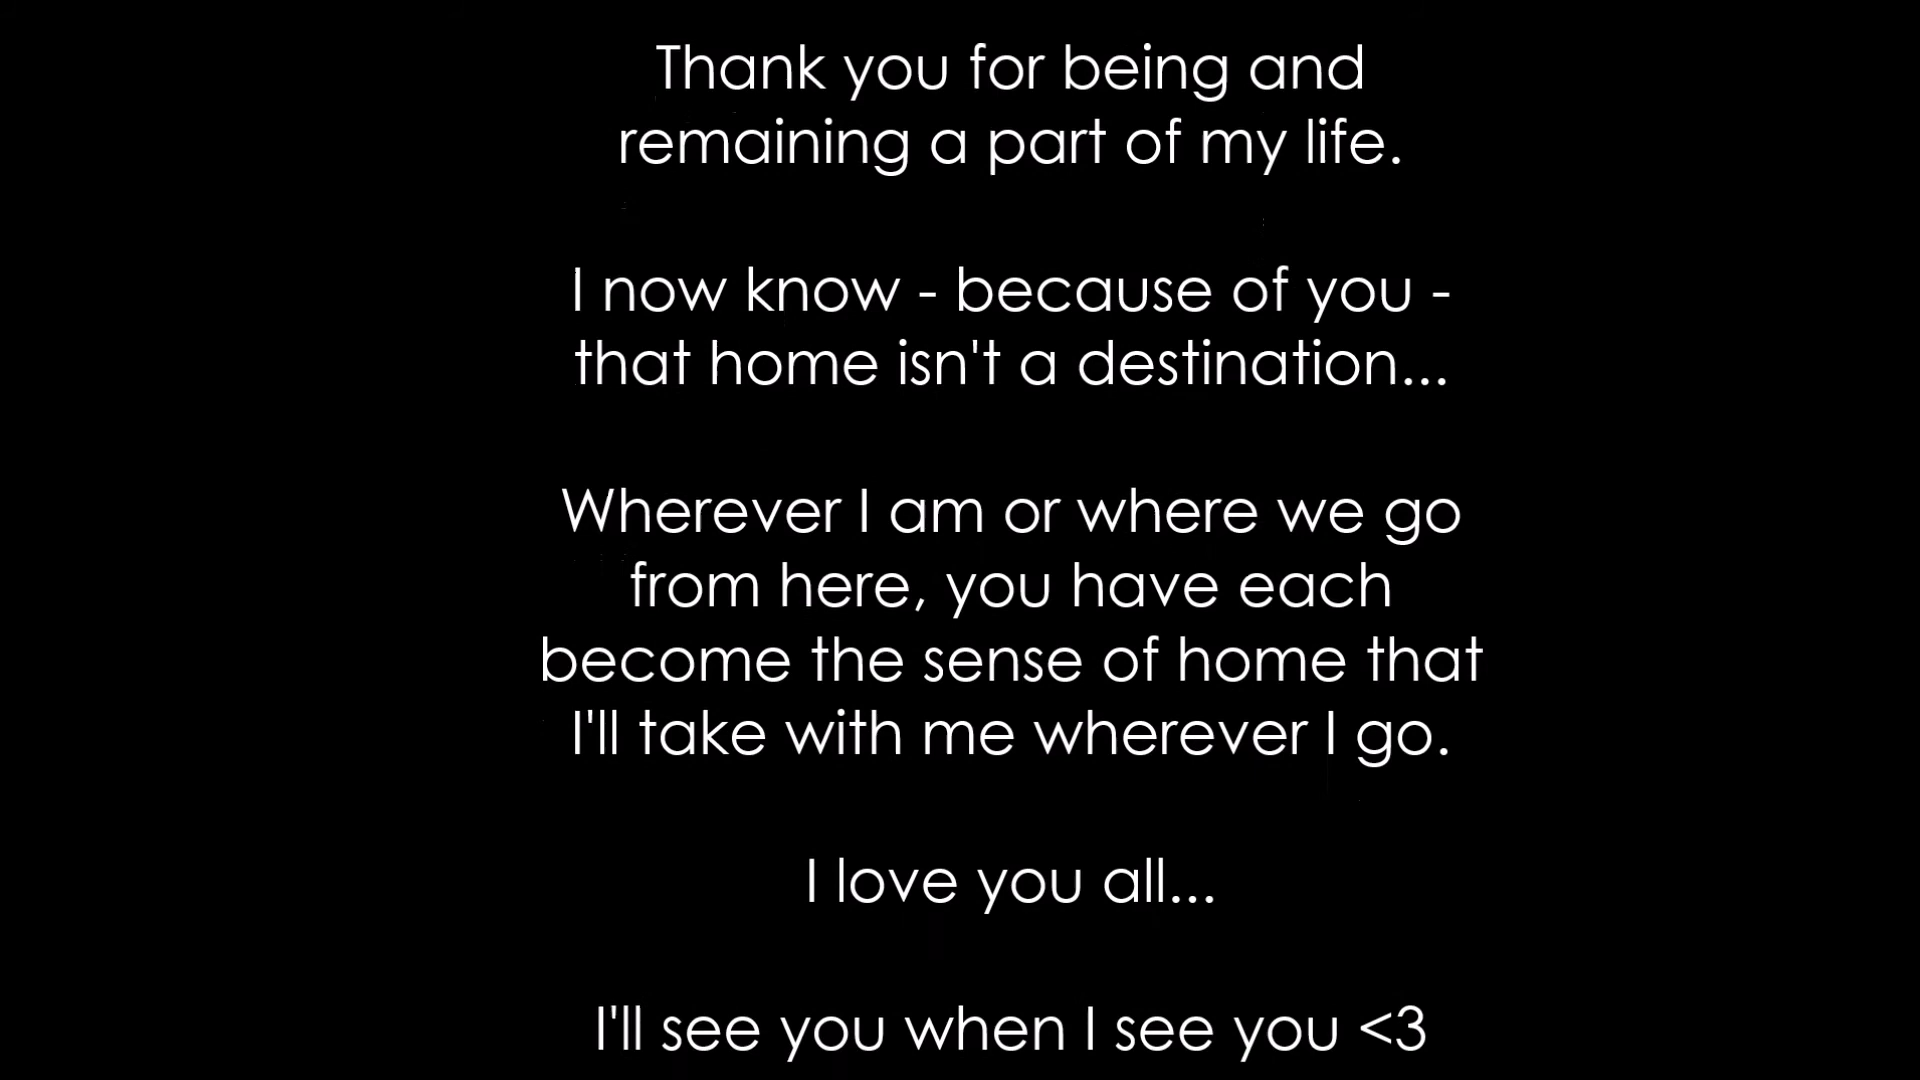 Thank you for being and
remaining a part of my life.
I now know - because of you -
that home isn't a destination...
Wherever I am or where we go
from here, you have each
become the sense of home that
I'll take with me wherever I go.
I love you all...
I'll see you when I see you <3